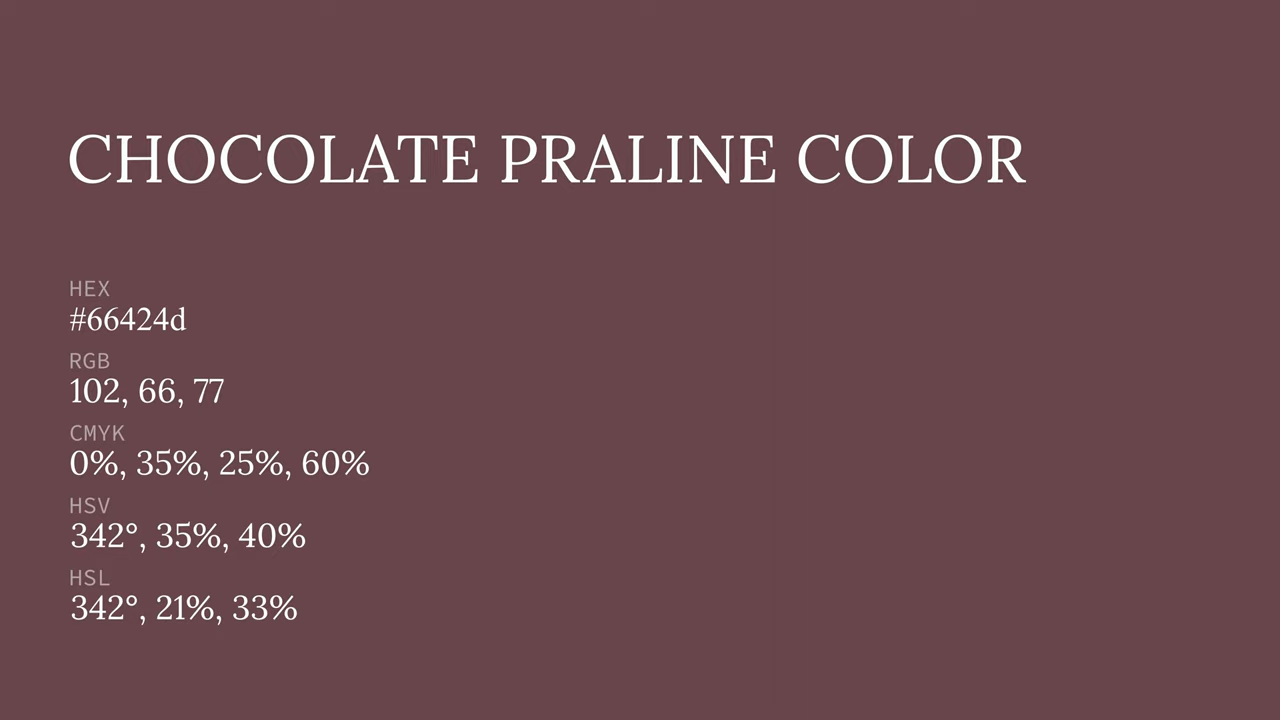 CHOCOLATE PRALINE COLOR
HEX
#66424d
RGB
102, 66, 77
CMYK
0%, 35%, 25%, 60%
HSV
342°, 35%, 40%
HSL
342°, 21%, 33%